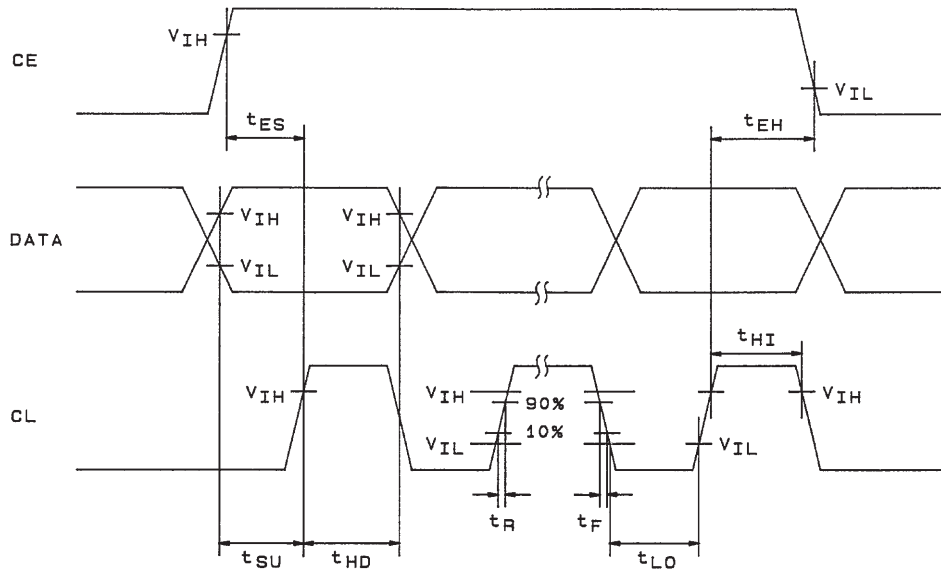 VIH
CE
VIL
tES
tEH
VIH
VIH
DATA
VIL
VIL
tHI
VIH
VIH
VIH
90%
CL
VIL
10%
VIL
tR
tF
tSU
tHD
tLO